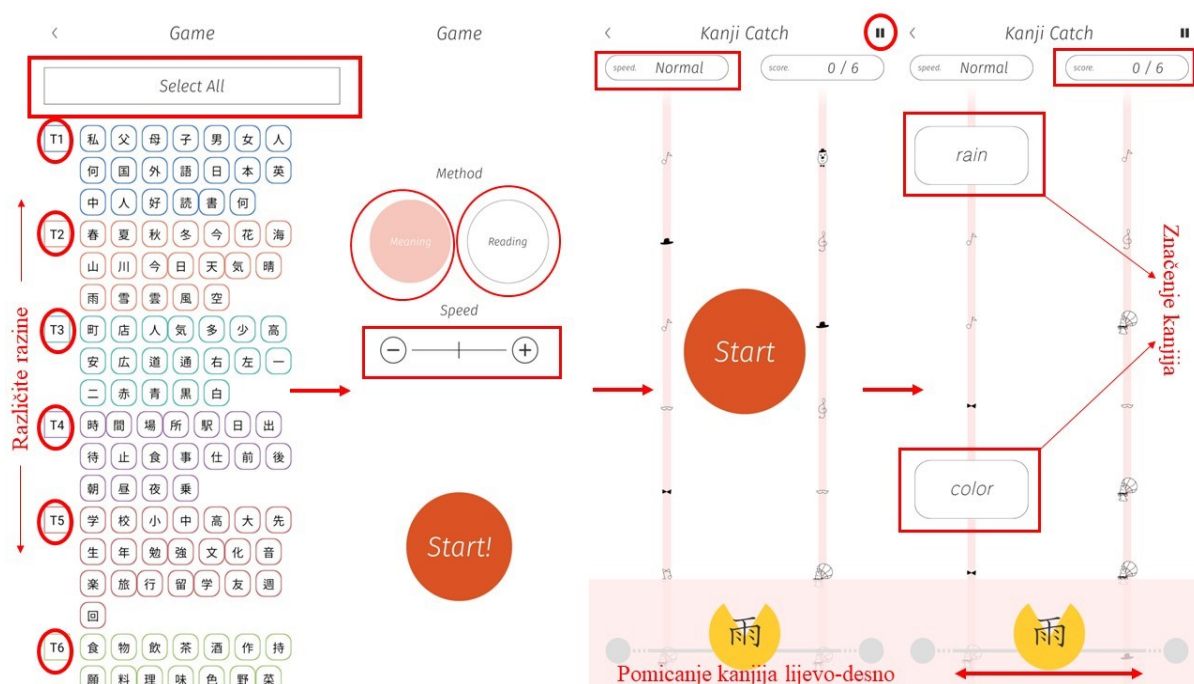 Game
Select All
T1 私 父 母 子 男 女 人
何 国 外 語 日 本 英
中 人 好 読 書 何
T2 春 夏 秋 冬 今 花 海
山 川 今 日 天 気 晴
雨 雪 雲 風 空
T3 町 店 人 気 多 少 高
安 広 道 通 右 左 一
二 赤 青 黒 白
T4 時 間 場 所 駅 日 出
待 止 食 事 仕 前 後
朝 昼 夜 乗
T5 学 校 小 中 高 大 先
生 年 勉 強 文 化 音
楽 旅 行 留 学 友 週
回
T6 食 物 飲 茶 酒 作 持
願 料 理 味 色 野 菜
Različite razine
Game
Method
Meaning Reading
Speed
Start!
Kanji Catch
speed. Normal score. 0 / 6
Start
雨
Pomicanje kanjija lijevo-desno
Kanji Catch
speed. Normal score. 0 / 6
rain
color
Značenje kanjija
雨